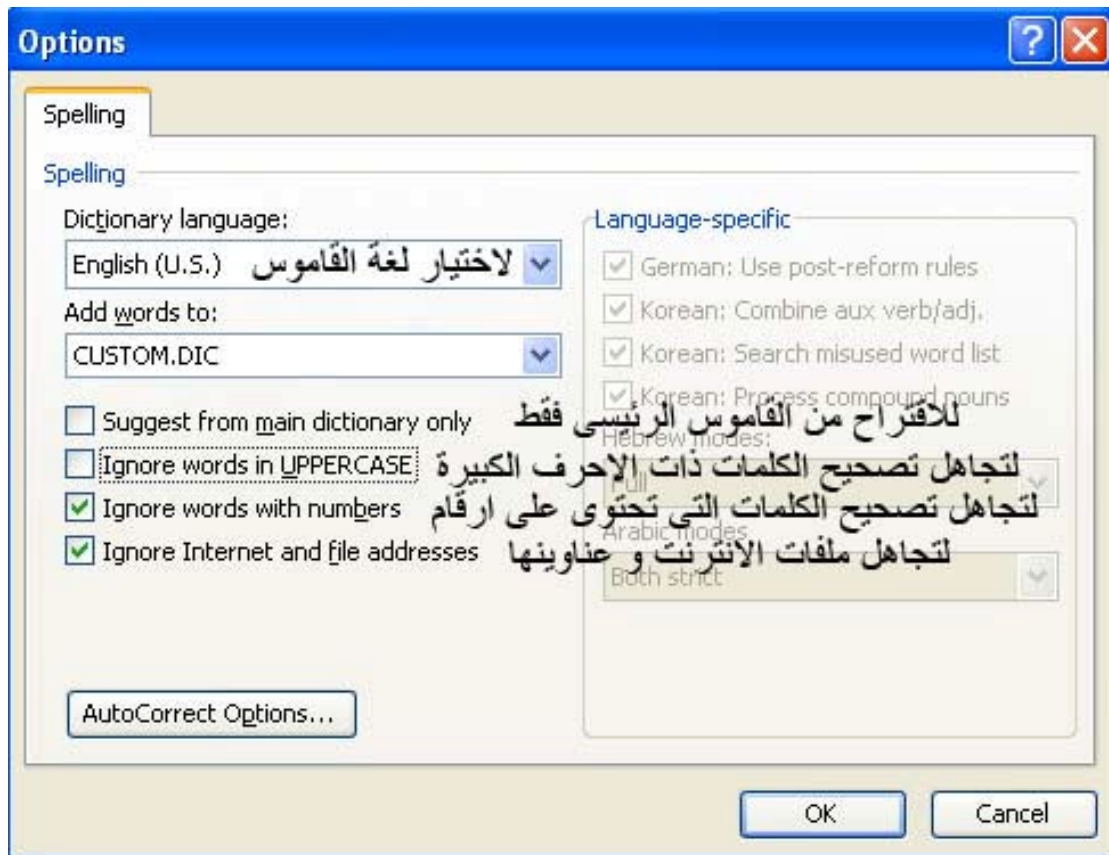 Options
Spelling
Spelling
Dictionary language:
English (U.S.) لاختيار لغة القاموس
Add words to:
CUSTOM.DIC
Suggest from main dictionary only للاقتراح من القاموس الرئيسى فقط
Ignore words in UPPERCASE لتجاهل تصحيح الكلمات ذات الاحرف الكبيرة
Ignore words with numbers لتجاهل تصحيح الكلمات التى تحتوى على ارقام
Ignore Internet and file addresses لتجاهل ملفات الانترنت و عناوينها
AutoCorrect Options...
Language-specific
German: Use post-reform rules
Korean: Combine aux verb/adj.
Korean: Search misused word list
Korean: Process compound nouns
Hebrew modes:
Full
Arabic modes
Both strict
OK
Cancel